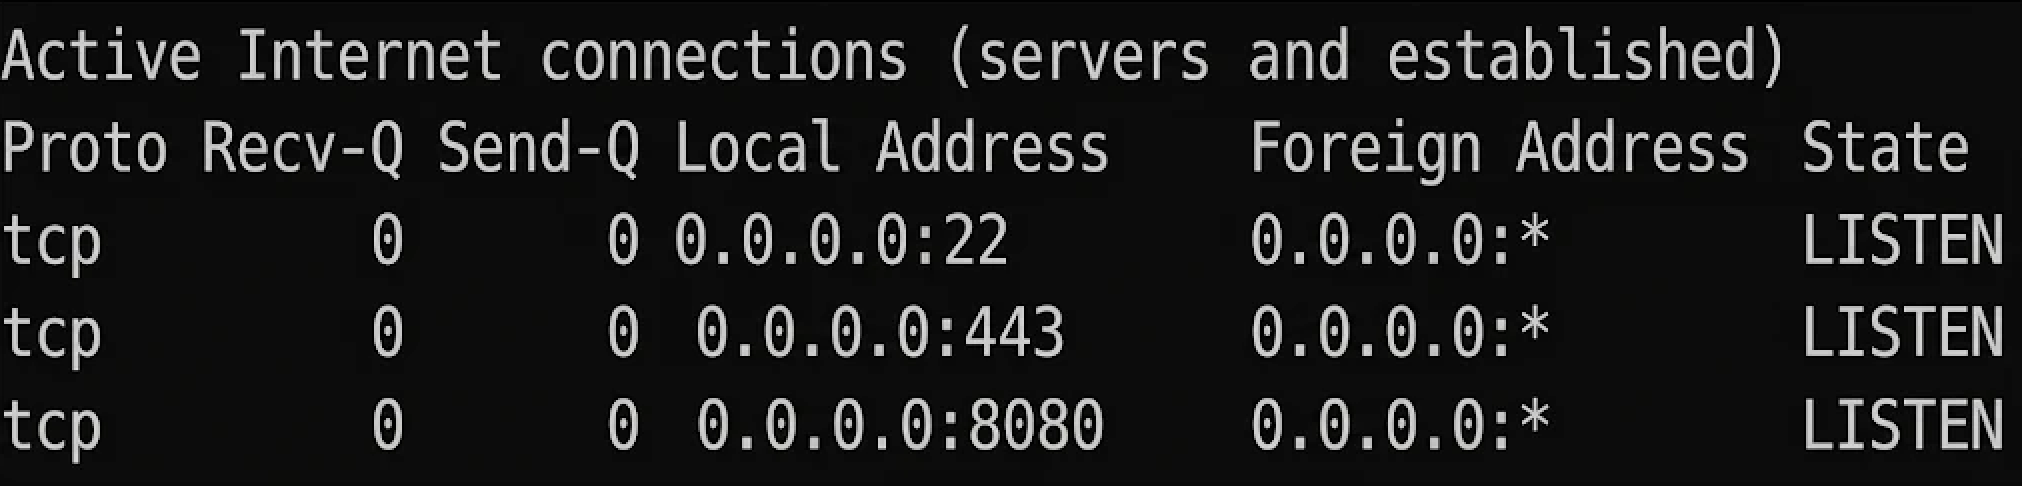 Active Internet connections (servers and established)
Proto Recv-Q Send-Q Local Address Foreign Address State
tcp 0 0 0.0.0.0:22 0.0.0.0:* LISTEN
tcp 0 0 0.0.0.0:443 0.0.0.0:* LISTEN
tcp 0 0 0.0.0.0:8080 0.0.0.0:* LISTEN